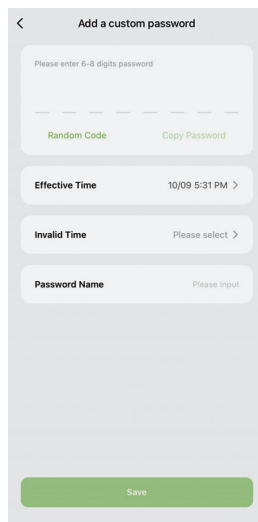 Add a custom password
Please enter 6-8 digits password
Random Code Copy Password
Effective Time 10/09 5:31 PM
Invalid Time Please select
Password Name Please Input
Save